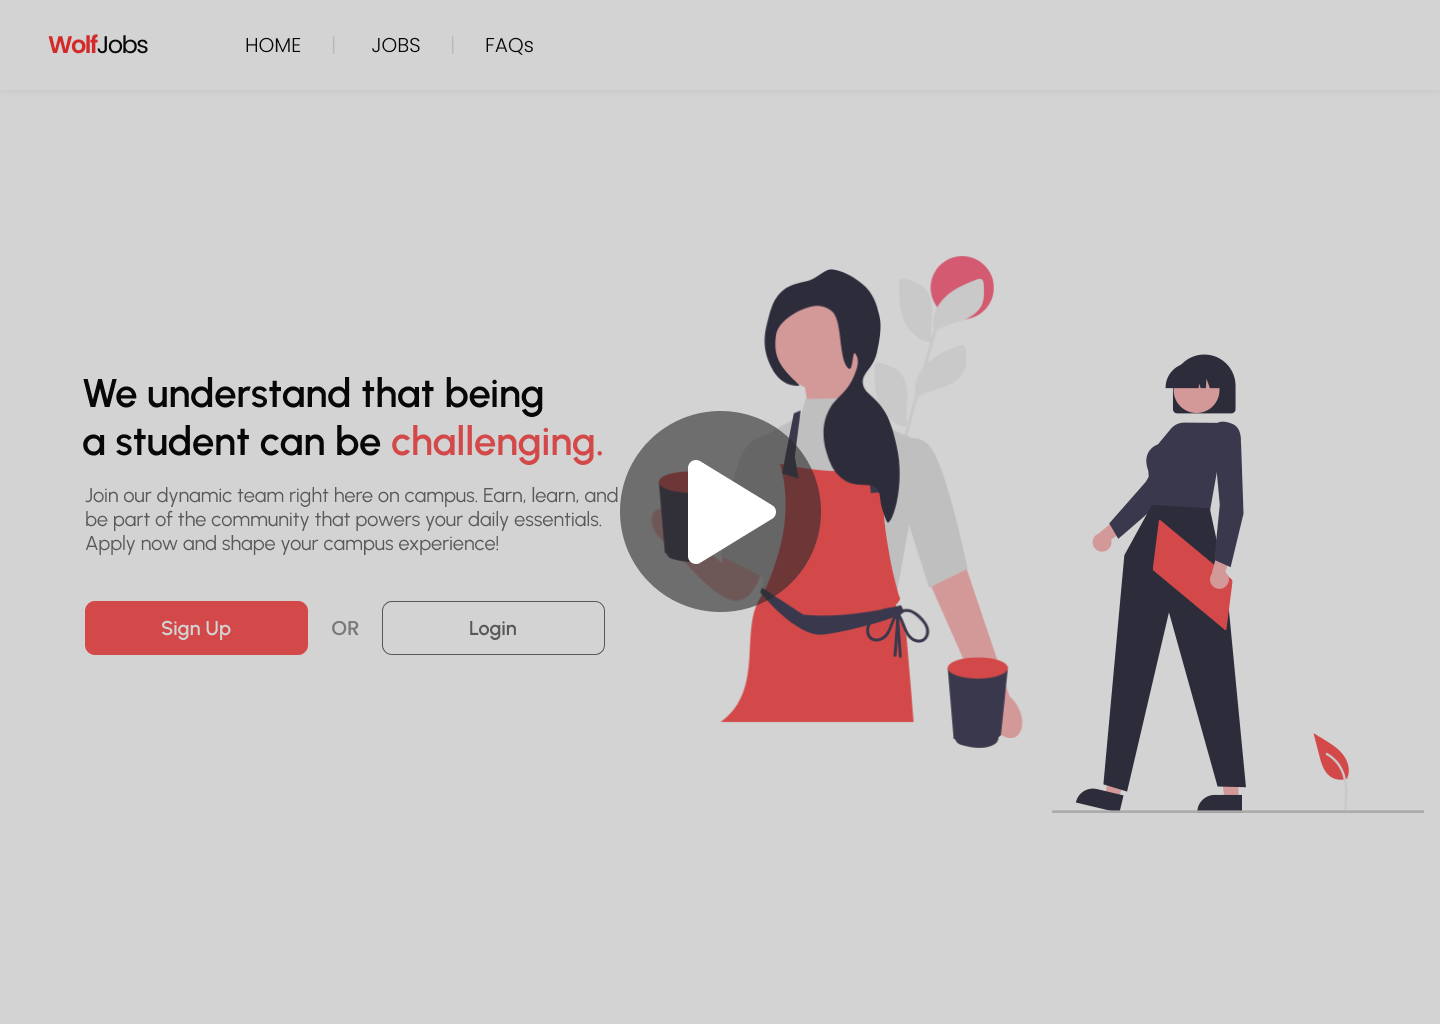 WolfJobs
HOME
JOBS
FAQs
We understand that being
a student can be challenging.
Join our dynamic team right here on campus. Earn, learn, and
be part of the community that powers your daily essentials.
Apply now and shape your campus experience!
Sign Up
OR
Login